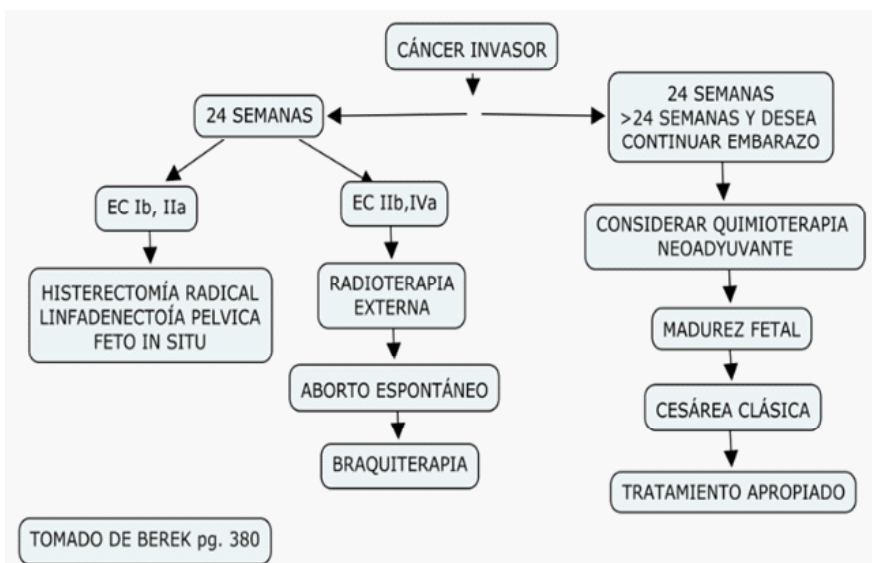 CÁNCER INVASOR
24 SEMANAS
24 SEMANAS
>24 SEMANAS Y DESEA
CONTINUAR EMBARAZO
EC Ib, IIa
EC IIb,IVa
CONSIDERAR QUIMIOTERAPIA
NEOADYUVANTE
HISTERECTOMÍA RADICAL
LINFADENECTOÍA PELVICA
FETO IN SITU
RADIOTERAPIA
EXTERNA
MADUREZ FETAL
ABORTO ESPONTÁNEO
CESÁREA CLÁSICA
BRAQUITERAPIA
TRATAMIENTO APROPIADO
TOMADO DE BEREK pg. 380